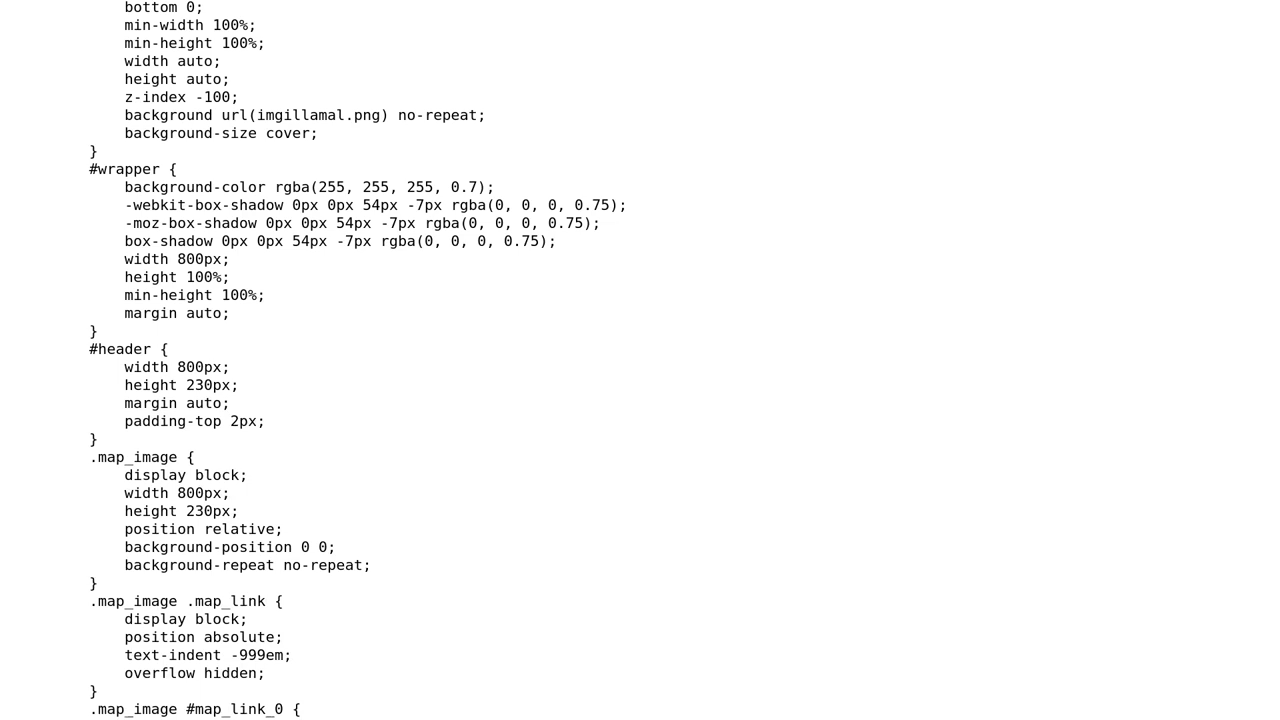 bottom 0;
min-width 100%;
min-height 100%;
width auto;
height auto;
z-index -100;
background url(imgillamal.png) no-repeat;
background-size cover;
}
#wrapper {
background-color rgba(255, 255, 255, 0.7);
-webkit-box-shadow 0px 0px 54px -7px rgba(0, 0, 0, 0.75);
-moz-box-shadow 0px 0px 54px -7px rgba(0, 0, 0, 0.75);
box-shadow 0px 0px 54px -7px rgba(0, 0, 0, 0.75);
width 800px;
height 100%;
min-height 100%;
margin auto;
}
#header {
width 800px;
height 230px;
margin auto;
padding-top 2px;
}
.map_image {
display block;
width 800px;
height 230px;
position relative;
background-position 0 0;
background-repeat no-repeat;
}
.map_image .map_link {
display block;
position absolute;
text-indent -999em;
overflow hidden;
}
.map_image #map_link_0 {